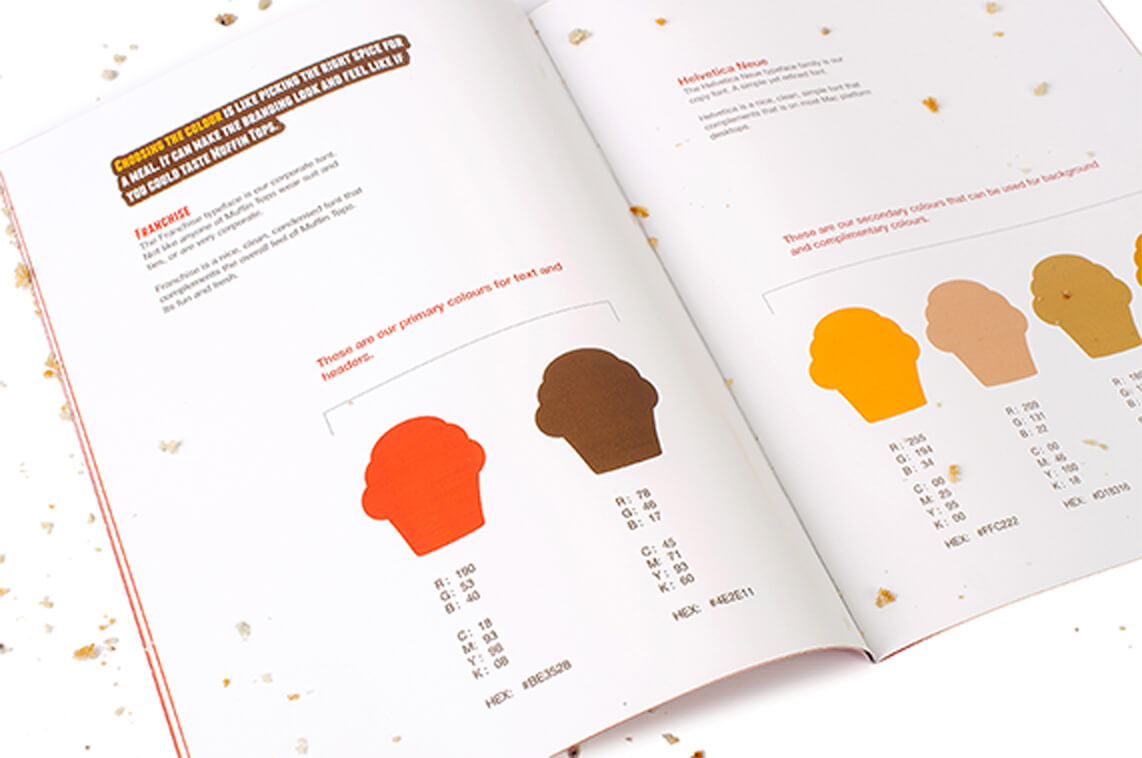 CHOOSING THE COLOUR IS LIKE PICKING THE RIGHT SPICE FOR
A MEAL. IT CAN MAKE THE BRANDING LOOK AND FEEL LIKE IF
YOU COULD TASTE MUFFIN TOPS.
FRANCHISE
The Franchise typeface is our corporate font.
Not like anyone of Muffin Tops wear suit and
ties, or are very corporate.
Franchise is a nice, clean, condensed font that
complements the overall feel of Muffin Tops.
Its fun and fresh.
These are our primary colours for text and
headers.
R: 190
G: 53
B: 40
C: 18
M: 93
Y: 98
K: 08
HEX: #BE3528
R: 78
G: 46
B: 17
C: 45
M: 71
Y: 93
K: 60
HEX: #4E2E11
Helvetica Neue
The Helvetica Neue typeface family is our
copy font. A simple yet refined font.
Helvetica is a nice, clean, simple font that
complements that is on most Mac platform
desktops.
These are our secondary colours that can be used for background
and complimentary colours.
R: 255
G: 194
B: 34
C: 00
M: 25
Y: 95
K: 00
HEX: #FFC222
R: 209
G: 131
B: 22
C: 00
M: 46
Y: 100
K: 18
HEX: #D18316
R:
G:
B: